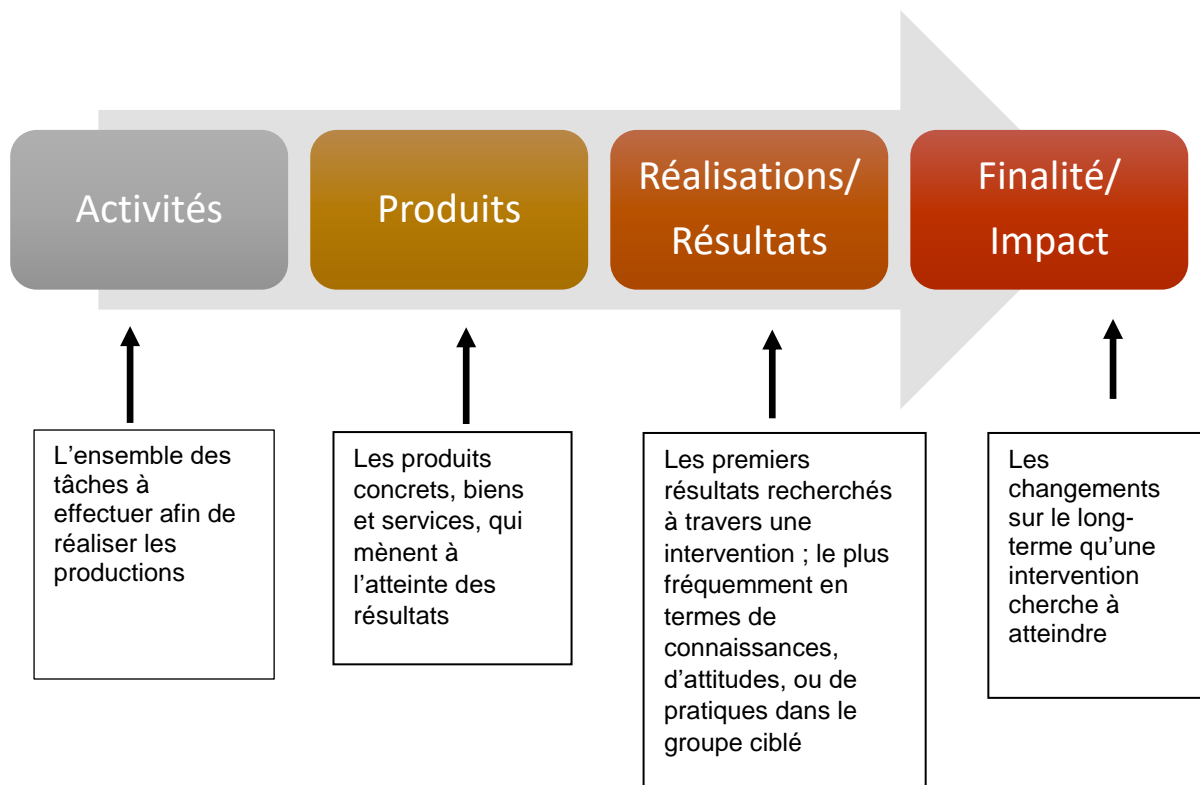 Activités
Produits
Réalisations/
Résultats
Finalité/
Impact
L'ensemble des
tâches à
effectuer afin de
réaliser les
productions
Les produits
concrets, biens
et services, qui
mènent à
l'atteinte des
résultats
Les premiers
résultats recherchés
à travers une
intervention ; le plus
fréquemment en
termes de
connaissances,
d'attitudes, ou de
pratiques dans le
groupe ciblé
Les
changements
sur le long-
terme qu'une
intervention
cherche à
atteindre